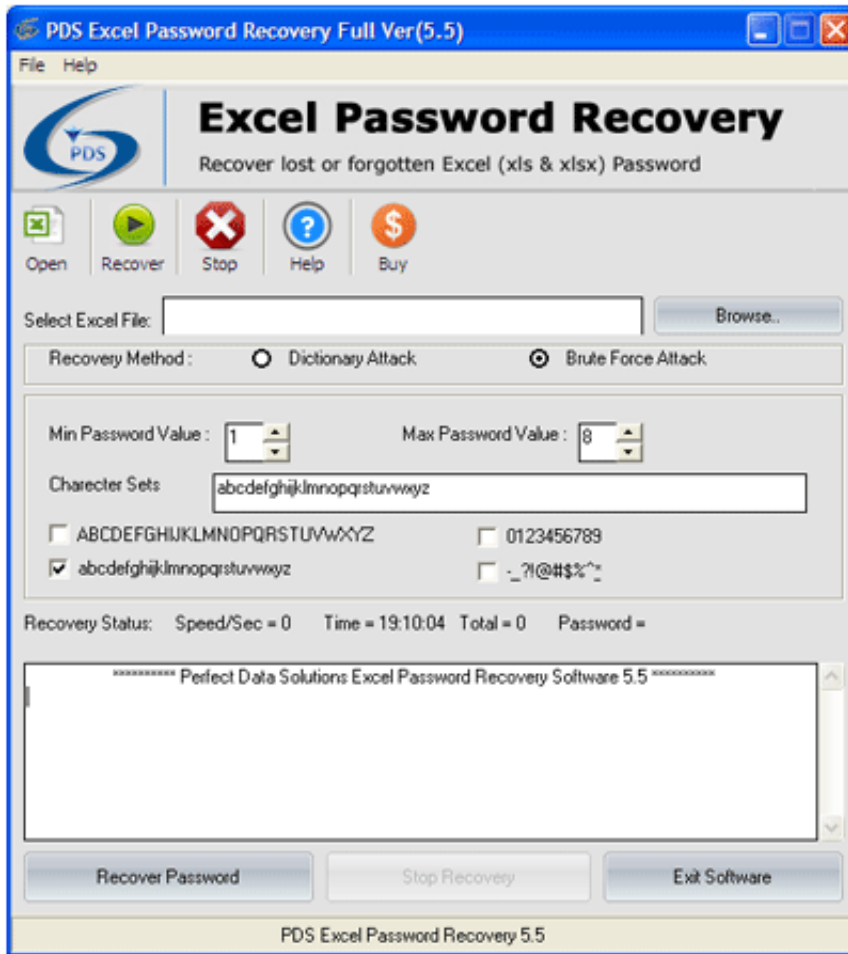 PDS Excel Password Recovery Full Ver(5.5)
File Help
PDS
Excel Password Recovery
Recover lost or forgotten Excel (xls & xlsx) Password
Open Recover Stop Help Buy
Select Excel File: Browse..
Recovery Method : Dictionary Attack Brute Force Attack
Min Password Value : 1 Max Password Value : 8
Charecter Sets abcdefghijklmnopqrstuvwxyz
ABCDEFGHIJKLMNOPQRSTUVWXYZ 0123456789
abcdefghijklmnopqrstuvwxyz -_?!@#$%^*
Recovery Status: Speed/Sec = 0 Time = 19:10:04 Total = 0 Password =
********** Perfect Data Solutions Excel Password Recovery Software 5.5 **********
Recover Password Stop Recovery Exit Software
PDS Excel Password Recovery 5.5